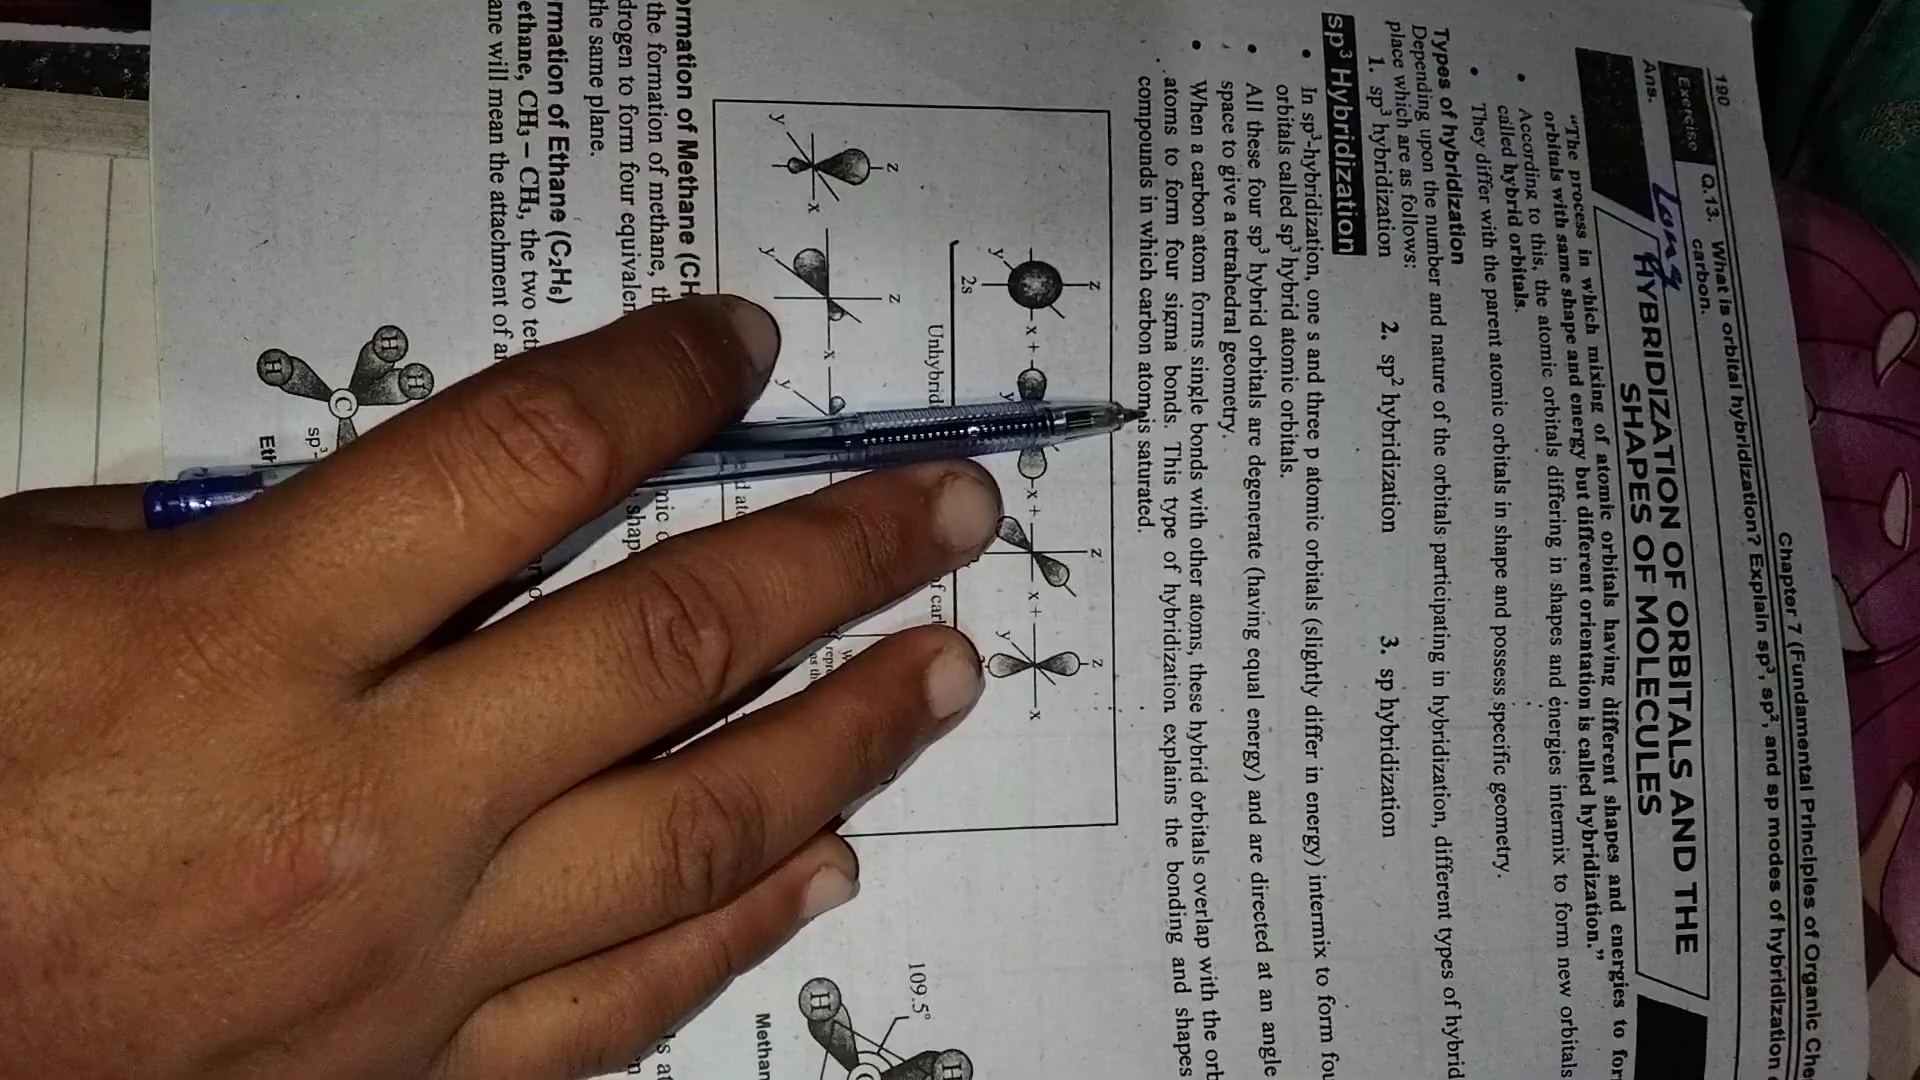 190
Chapter 7 (Fundamental Principles of Organic Che
Exercise Q.13. What is orbital hybridization? Explain sp³, sp², and sp modes of hybridization
carbon.
Ans.
Long
HYBRIDIZATION OF ORBITALS AND THE
SHAPES OF MOLECULES
"The process in which mixing of atomic orbitals having different shapes and energies to for
orbitals with same shape and energy but different orientation is called hybridization."
• According to this, the atomic orbitals differing in shapes and energies intermix to form new orbitals
called hybrid orbitals.
• They differ with the parent atomic orbitals in shape and possess specific geometry.
Types of hybridization
Depending upon the number and nature of the orbitals participating in hybridization, different types of hybrid
place which are as follows:
1. sp³ hybridization 2. sp² hybridization 3. sp hybridization
sp³ Hybridization
• In sp³-hybridization, one s and three p atomic orbitals (slightly differ in energy) intermix to form fou
orbitals called sp³ hybrid atomic orbitals.
• All these four sp³ hybrid orbitals are degenerate (having equal energy) and are directed at an angle
space to give a tetrahedral geometry.
• When a carbon atom forms single bonds with other atoms, these hybrid orbitals overlap with the orb
atoms to form four sigma bonds. This type of hybridization explains the bonding and shapes
compounds in which carbon atom is saturated.
z z z
x + x + x + x
y y y
2s
Unhybrid f car
z z
x x
y y y
ormation of Methane (CH
the formation of methane, th mic
drogen to form four equivalen shap
the same plane.
109.5°
H H C
Methan
rmation of Ethane (C₂H₆)
ethane, CH₃ – CH₃, the two tet
ane will mean the attachment of a
H H H C
sp³-
Eth